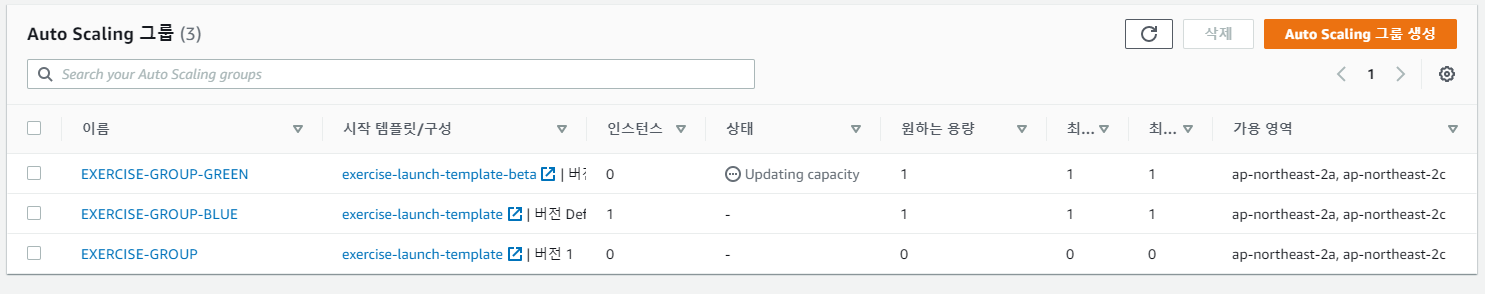 Auto Scaling 그룹 (3)
삭제
Auto Scaling 그룹 생성
Search your Auto Scaling groups
1
이름 시작 템플릿/구성 인스턴스 상태 원하는 용량 최... 최... 가용 영역
EXERCISE-GROUP-GREEN exercise-launch-template-beta | 버전 0 Updating capacity 1 1 1 ap-northeast-2a, ap-northeast-2c
EXERCISE-GROUP-BLUE exercise-launch-template | 버전 Def 1 - 1 1 1 ap-northeast-2a, ap-northeast-2c
EXERCISE-GROUP exercise-launch-template | 버전 1 0 - 0 0 0 ap-northeast-2a, ap-northeast-2c